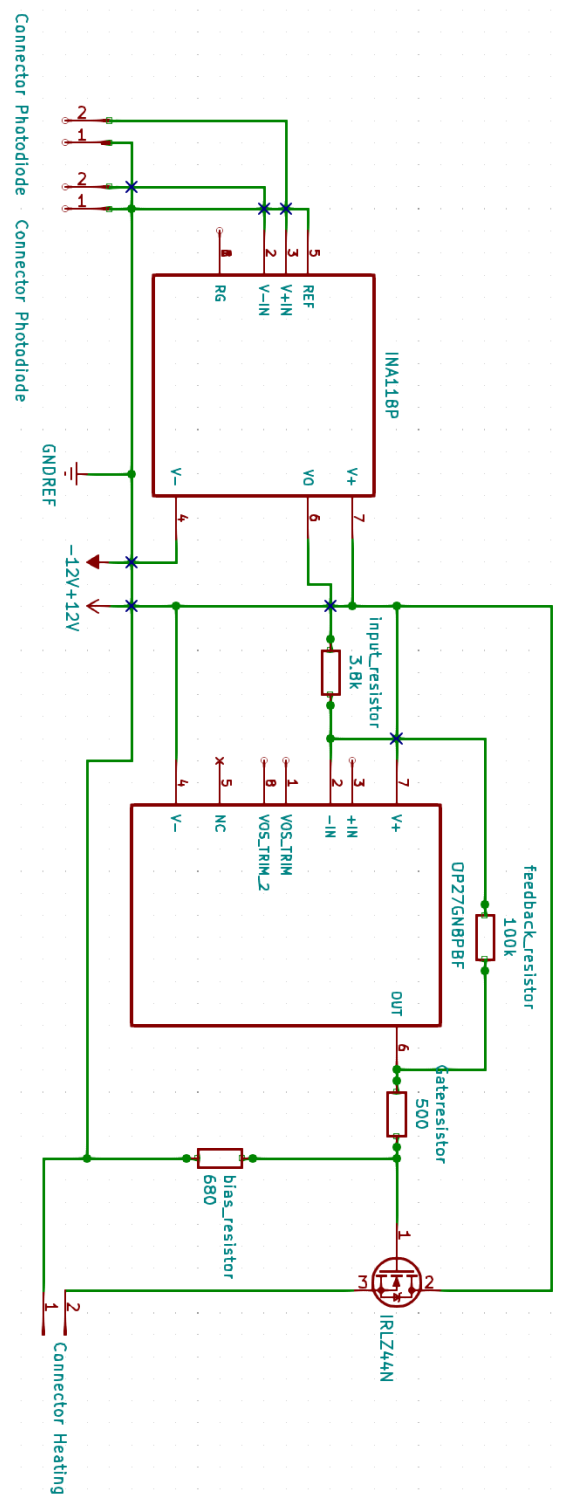 Connector Photodiode
2
1
2
1
Connector Photodiode
2
3
5
RG
V-IN
V+IN
REF
INA118P
GNDREF
V-
VO
V+
4
6
7
-12V
+12V
input_resistor
3.8k
4
5
8
1
2
3
7
V-
NC
VOS_TRIM_2
VOS_TRIM
-IN
+IN
V+
OP27GN8PBF
feedback_resistor
100k
OUT
6
Gateresistor
500
bias_resistor
680
1
3
2
IRLZ44N
1
2
Connector Heating